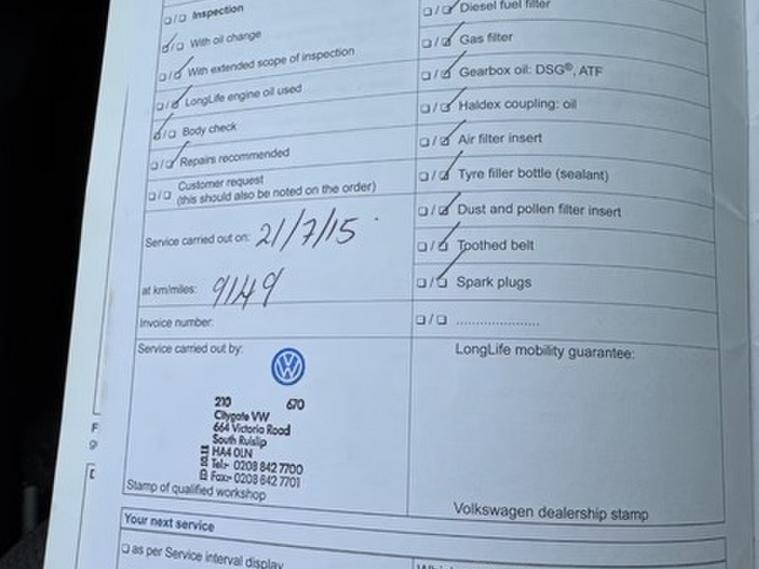 Inspection
With oil change
With extended scope of inspection
LongLife engine oil used
Body check
Repairs recommended
Customer request
(this should also be noted on the order)
Service carried out on: 21/7/15
at km/miles: 9149
Invoice number:
Service carried out by:
210 670
Citygate VW
664 Victoria Road
South Ruislip
HA4 0LN
Tel:- 0208 842 7700
Fax:- 0208 842 7701
Stamp of qualified workshop
Diesel fuel filter
Gas filter
Gearbox oil: DSG®, ATF
Haldex coupling: oil
Air filter insert
Tyre filler bottle (sealant)
Dust and pollen filter insert
Toothed belt
Spark plugs
....................
LongLife mobility guarantee:
Volkswagen dealership stamp
Your next service
as per Service interval display